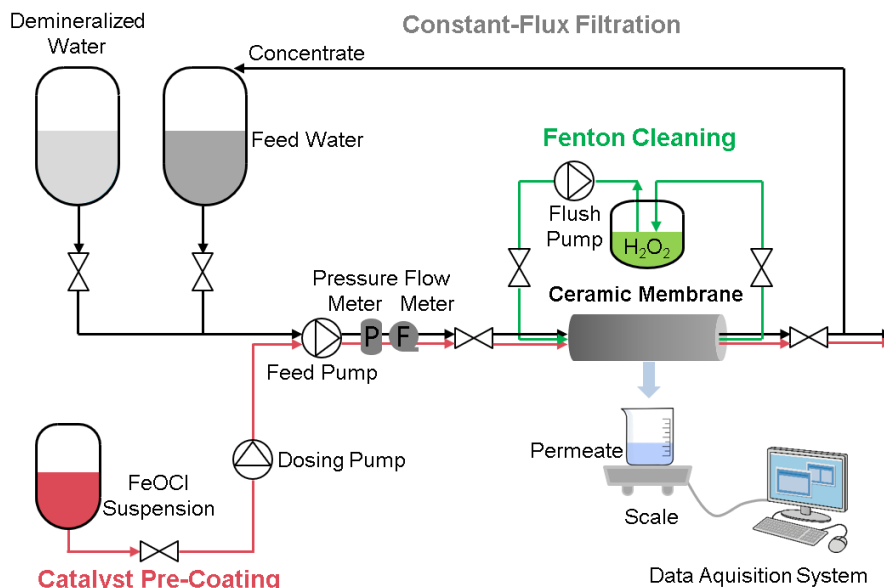 Demineralized
Water
Constant-Flux Filtration
Concentrate
Feed Water
Fenton Cleaning
Flush
Pump
H₂O₂
Pressure
Meter
Flow
Meter
Ceramic Membrane
P
F
Feed Pump
Permeate
Dosing Pump
FeOCl
Suspension
Scale
Catalyst Pre-Coating
Data Aquisition System